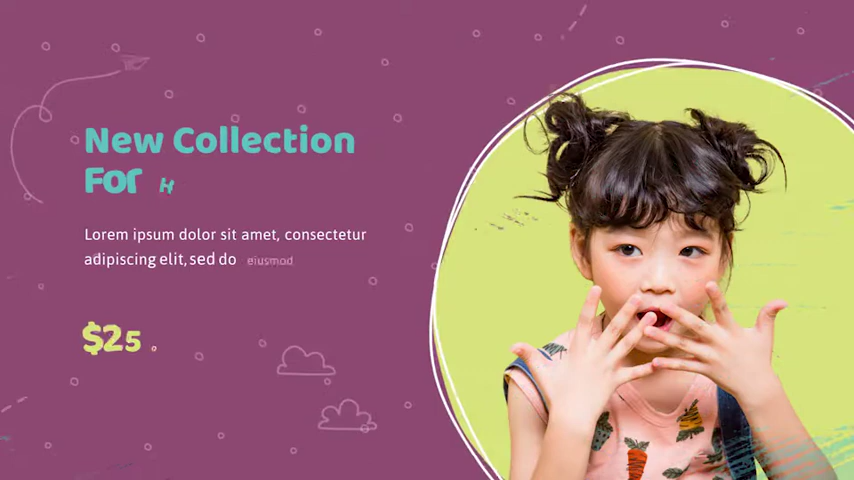 New Collection
For
Lorem ipsum dolor sit amet, consectetur
adipiscing elit, sed do eiusmod
$25